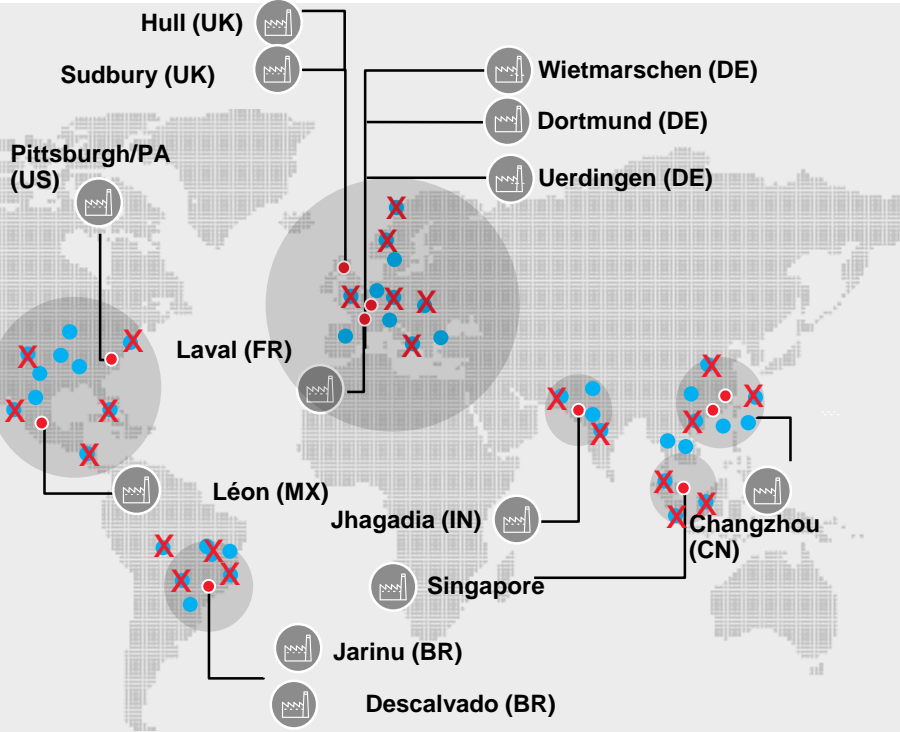 Hull (UK)
Sudbury (UK)
Wietmarschen (DE)
Dortmund (DE)
Pittsburgh/PA
(US)
Uerdingen (DE)
Laval (FR)
Léon (MX)
Jhagadia (IN)
Changzhou
(CN)
Singapore
Jarinu (BR)
Descalvado (BR)